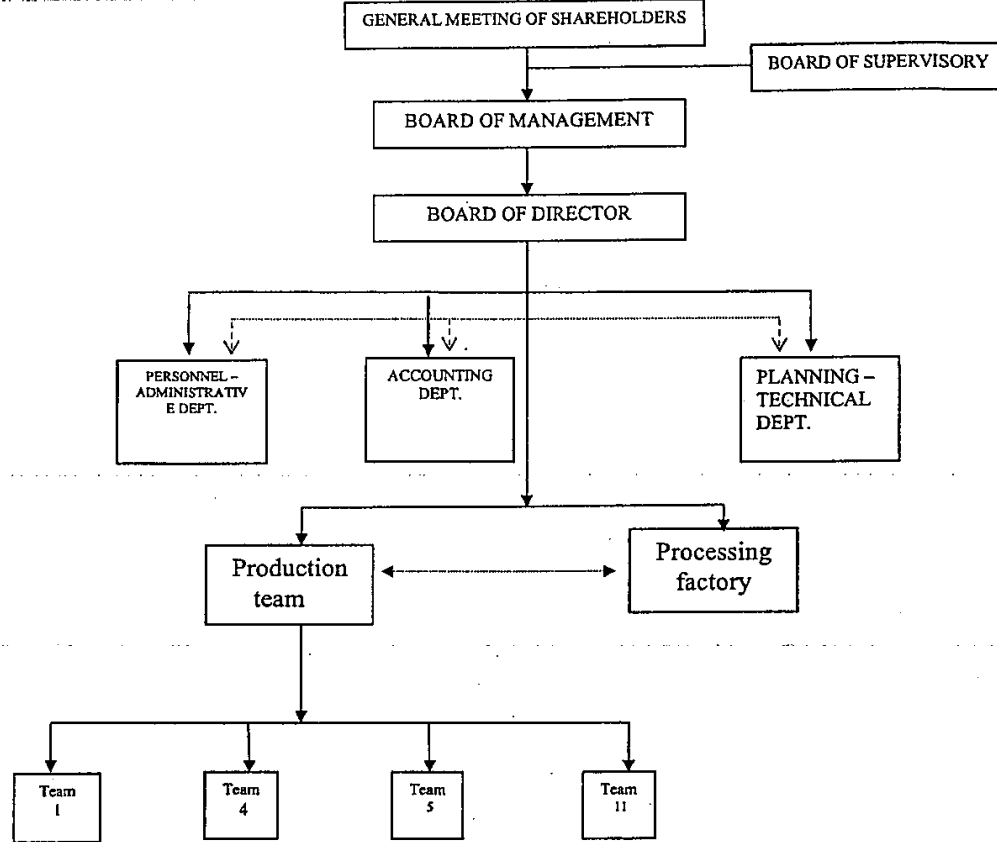 GENERAL MEETING OF SHAREHOLDERS
BOARD OF SUPERVISORY
BOARD OF MANAGEMENT
BOARD OF DIRECTOR
PERSONNEL –
ADMINISTRATIV
E DEPT.
ACCOUNTING
DEPT.
PLANNING –
TECHNICAL
DEPT.
Production
team
Processing
factory
Team
1
Team
4
Team
5
Team
11